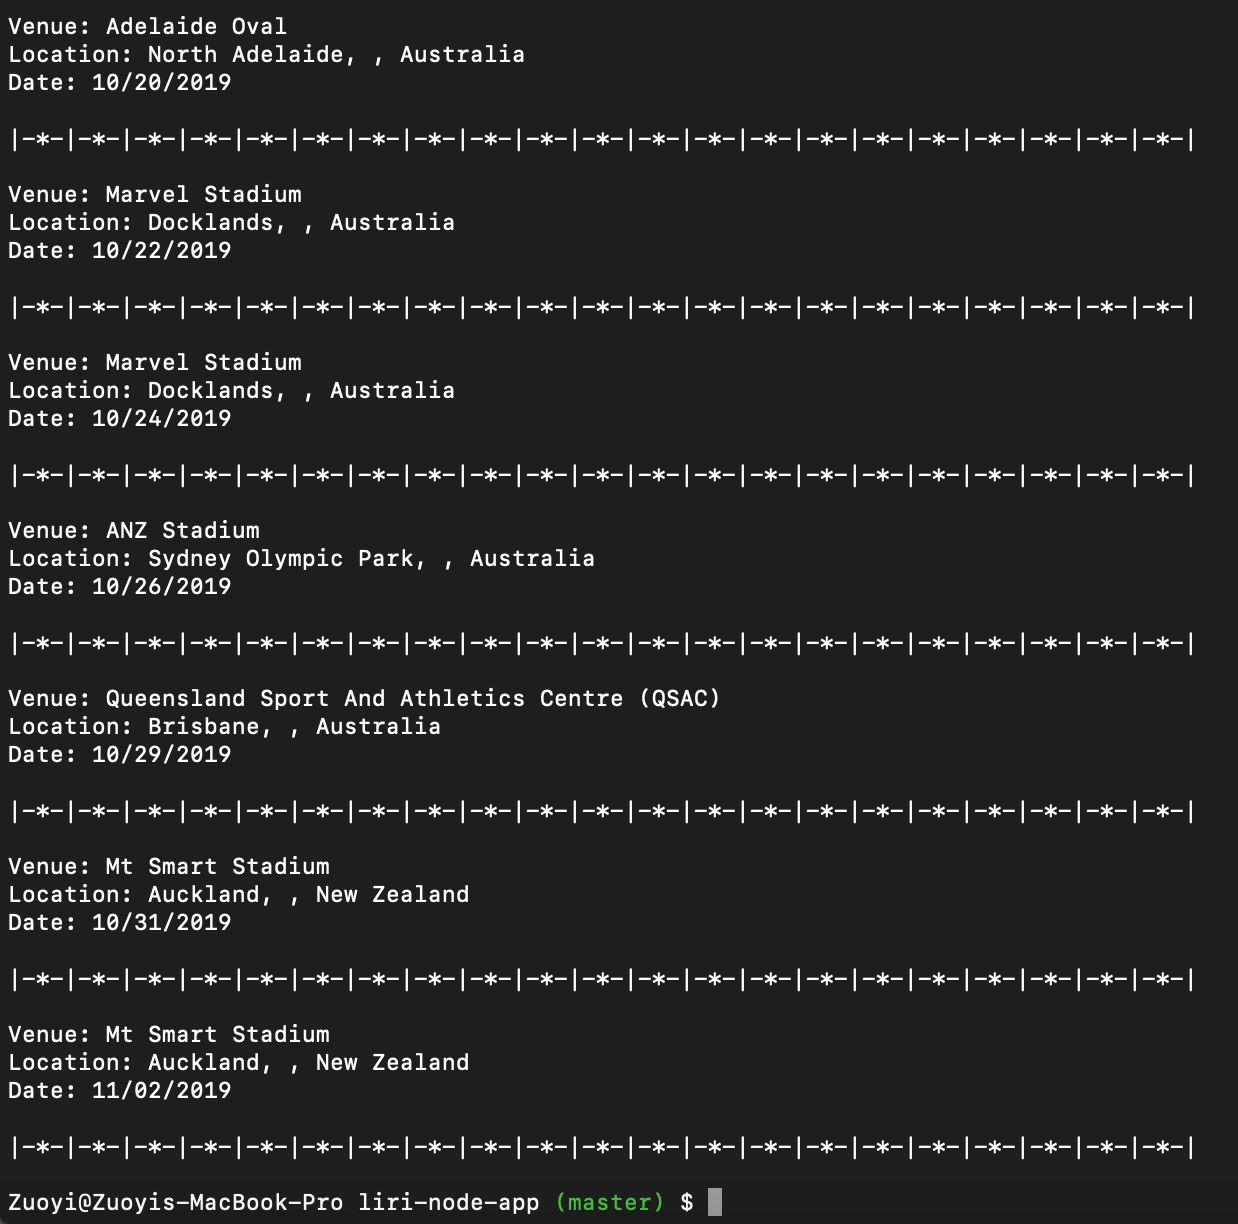 Venue: Adelaide Oval
Location: North Adelaide, , Australia
Date: 10/20/2019
|-*-|-*-|-*-|-*-|-*-|-*-|-*-|-*-|-*-|-*-|-*-|-*-|-*-|-*-|-*-|-*-|-*-|-*-|-*-|-*-|-*-|
Venue: Marvel Stadium
Location: Docklands, , Australia
Date: 10/22/2019
|-*-|-*-|-*-|-*-|-*-|-*-|-*-|-*-|-*-|-*-|-*-|-*-|-*-|-*-|-*-|-*-|-*-|-*-|-*-|-*-|-*-|
Venue: Marvel Stadium
Location: Docklands, , Australia
Date: 10/24/2019
|-*-|-*-|-*-|-*-|-*-|-*-|-*-|-*-|-*-|-*-|-*-|-*-|-*-|-*-|-*-|-*-|-*-|-*-|-*-|-*-|-*-|
Venue: ANZ Stadium
Location: Sydney Olympic Park, , Australia
Date: 10/26/2019
|-*-|-*-|-*-|-*-|-*-|-*-|-*-|-*-|-*-|-*-|-*-|-*-|-*-|-*-|-*-|-*-|-*-|-*-|-*-|-*-|-*-|
Venue: Queensland Sport And Athletics Centre (QSAC)
Location: Brisbane, , Australia
Date: 10/29/2019
|-*-|-*-|-*-|-*-|-*-|-*-|-*-|-*-|-*-|-*-|-*-|-*-|-*-|-*-|-*-|-*-|-*-|-*-|-*-|-*-|-*-|
Venue: Mt Smart Stadium
Location: Auckland, , New Zealand
Date: 10/31/2019
|-*-|-*-|-*-|-*-|-*-|-*-|-*-|-*-|-*-|-*-|-*-|-*-|-*-|-*-|-*-|-*-|-*-|-*-|-*-|-*-|-*-|
Venue: Mt Smart Stadium
Location: Auckland, , New Zealand
Date: 11/02/2019
|-*-|-*-|-*-|-*-|-*-|-*-|-*-|-*-|-*-|-*-|-*-|-*-|-*-|-*-|-*-|-*-|-*-|-*-|-*-|-*-|-*-|
Zuoyi@Zuoyis-MacBook-Pro liri-node-app (master) $